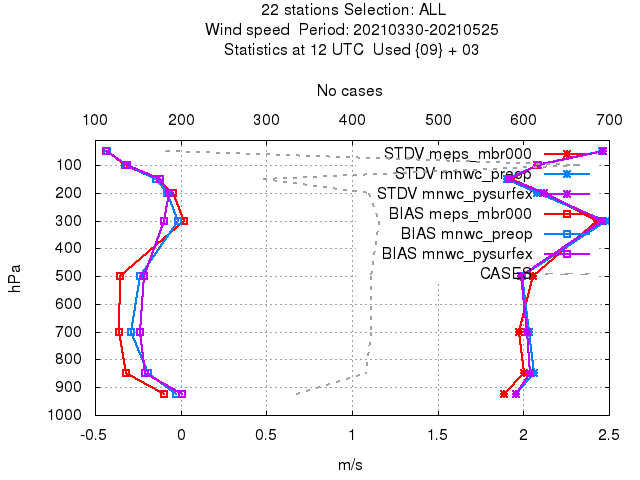 22 stations Selection: ALL
Wind speed  Period: 20210330-20210525
Statistics at 12 UTC  Used {09} + 03
No cases
100 200 300 400 500 600 700
STDV meps_mbr000
STDV mnwc_preop
STDV mnwc_pysurfex
BIAS meps_mbr000
BIAS mnwc_preop
BIAS mnwc_pysurfex
CASES
hPa
100
200
300
400
500
600
700
800
900
1000
-0.5 0 0.5 1 1.5 2 2.5
m/s